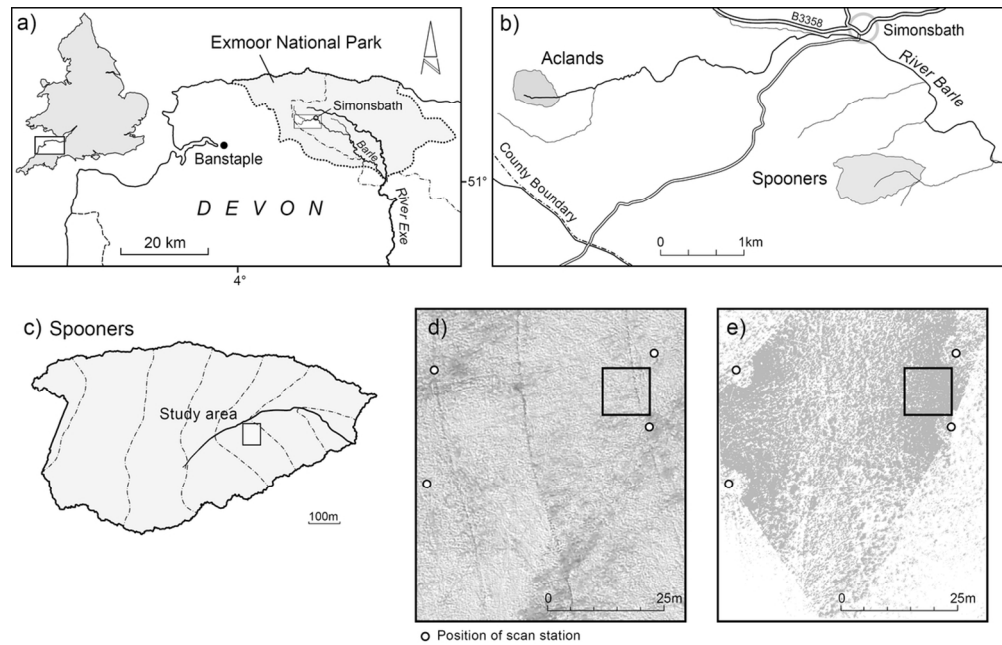 a)
Exmoor National Park
Simonsbath
Barle
Banstaple
DEVON
River Exe
51°
20 km
4°
b)
B3358
Simonsbath
Aclands
River Barle
County Boundary
Spooners
0 1km
c) Spooners
Study area
100m
d)
0 25m
e)
0 25m
Position of scan station